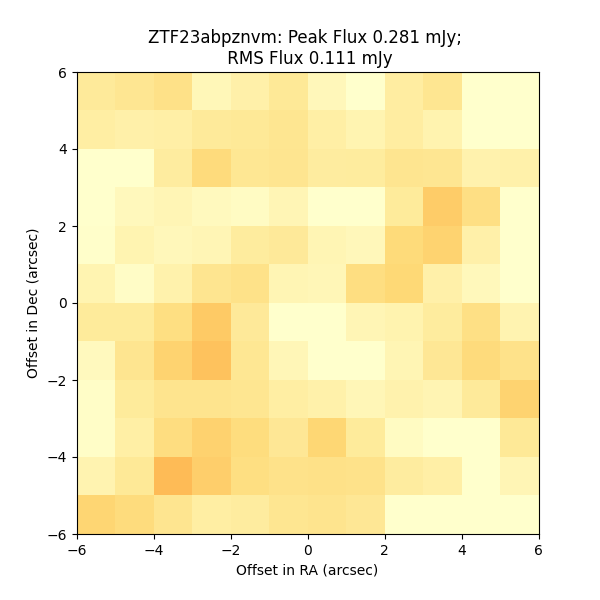 ZTF23abpznvm: Peak Flux 0.281 mJy;
RMS Flux 0.111 mJy
6
4
2
0
−2
−4
−6
Offset in Dec (arcsec)
−6 −4 −2 0 2 4 6
Offset in RA (arcsec)